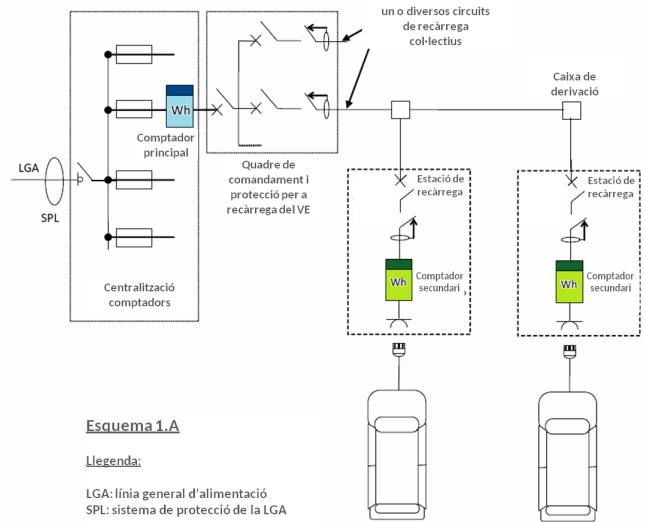 un o diversos circuits
de recàrrega
col·lectius
Caixa de
derivació
Wh
Comptador
principal
LGA
SPL
Quadre de
comandament i
protecció per a
recàrrega del VE
Estació de
recàrrega
Estació de
recàrrega
Centralització
comptadors
Wh
Comptador
secundari
Wh
Comptador
secundari
Esquema 1.A
Llegenda:
LGA: línia general d'alimentació
SPL: sistema de protecció de la LGA